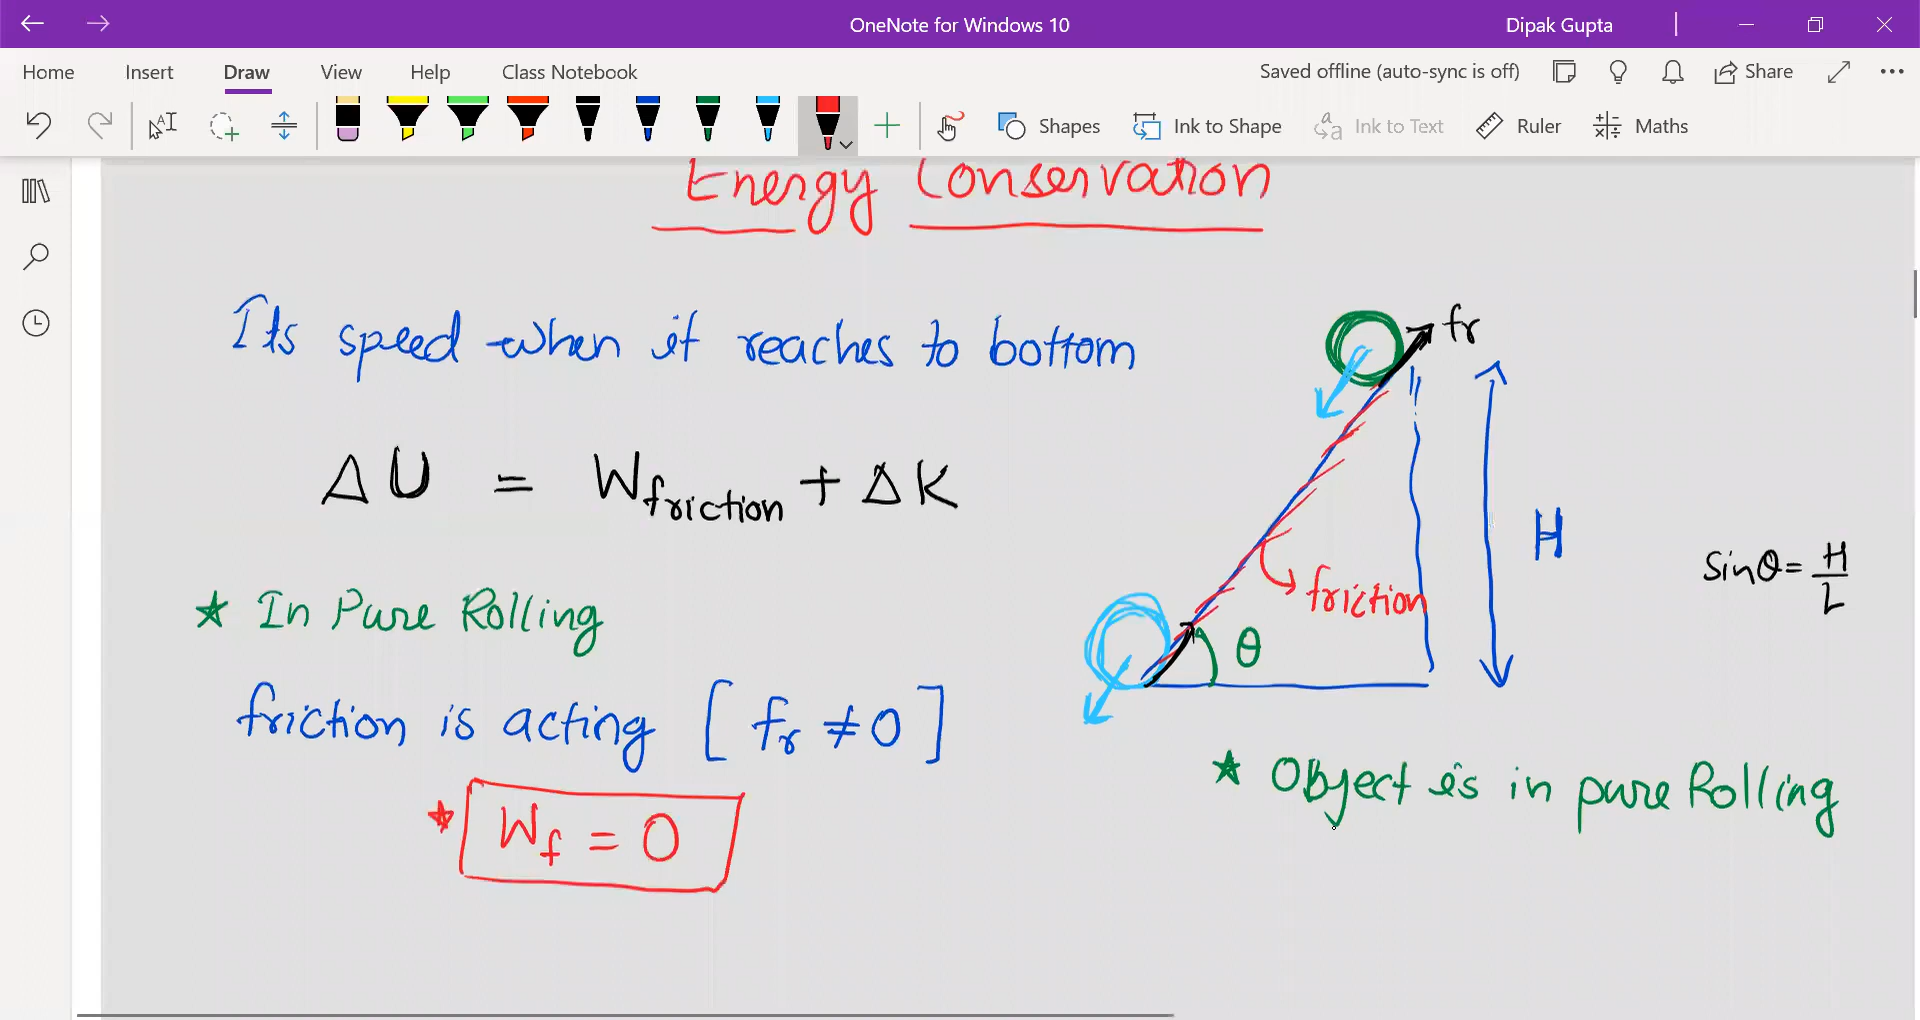 OneNote for Windows 10
Dipak Gupta
Home Insert Draw View Help Class Notebook
Saved offline (auto-sync is off) Share
Shapes Ink to Shape Ink to Text Ruler Maths
Energy Conservation
Its speed when it reaches to bottom
fr
ΔU = Wfriction + ΔK
H
sinθ = H/L
friction
θ
★ In Pure Rolling
friction is acting [ fr ≠ 0 ]
★ Object is in pure Rolling
★ Wf = 0